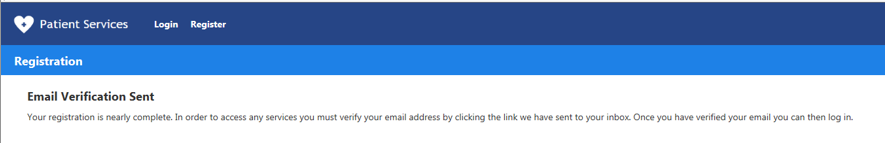 Patient Services Login Register
Registration
Email Verification Sent
Your registration is nearly complete. In order to access any services you must verify your email address by clicking the link we have sent to your inbox. Once you have verified your email you can then log in.